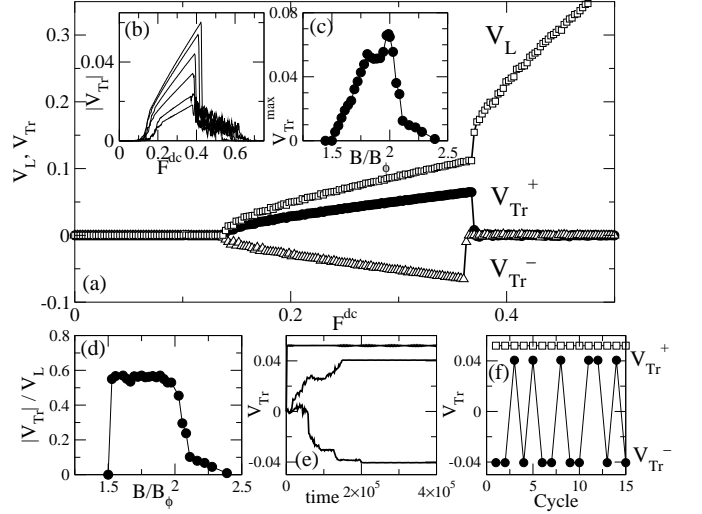 0.3
0.2
0.1
0
-0.1
V_L, V_Tr
(a)
0
0.2
0.4
F^dc
V_L
V_Tr^+
V_Tr^-
(b)
0.04
0
|V_Tr|
0
0.2
0.4
0.6
F^dc
(c)
0.08
0.04
0.00
V_Tr^max
1.5
2
2.5
B/B_ϕ
(d)
0.8
0.6
0.4
0.2
0
|V_Tr| / V_L
1.5
2
2.5
B/B_ϕ
(e)
0.04
0
-0.04
V_Tr
0
2×10^5
4×10^5
time
(f)
0.04
0
-0.04
V_Tr
0
5
10
15
Cycle
V_Tr^+
V_Tr^-